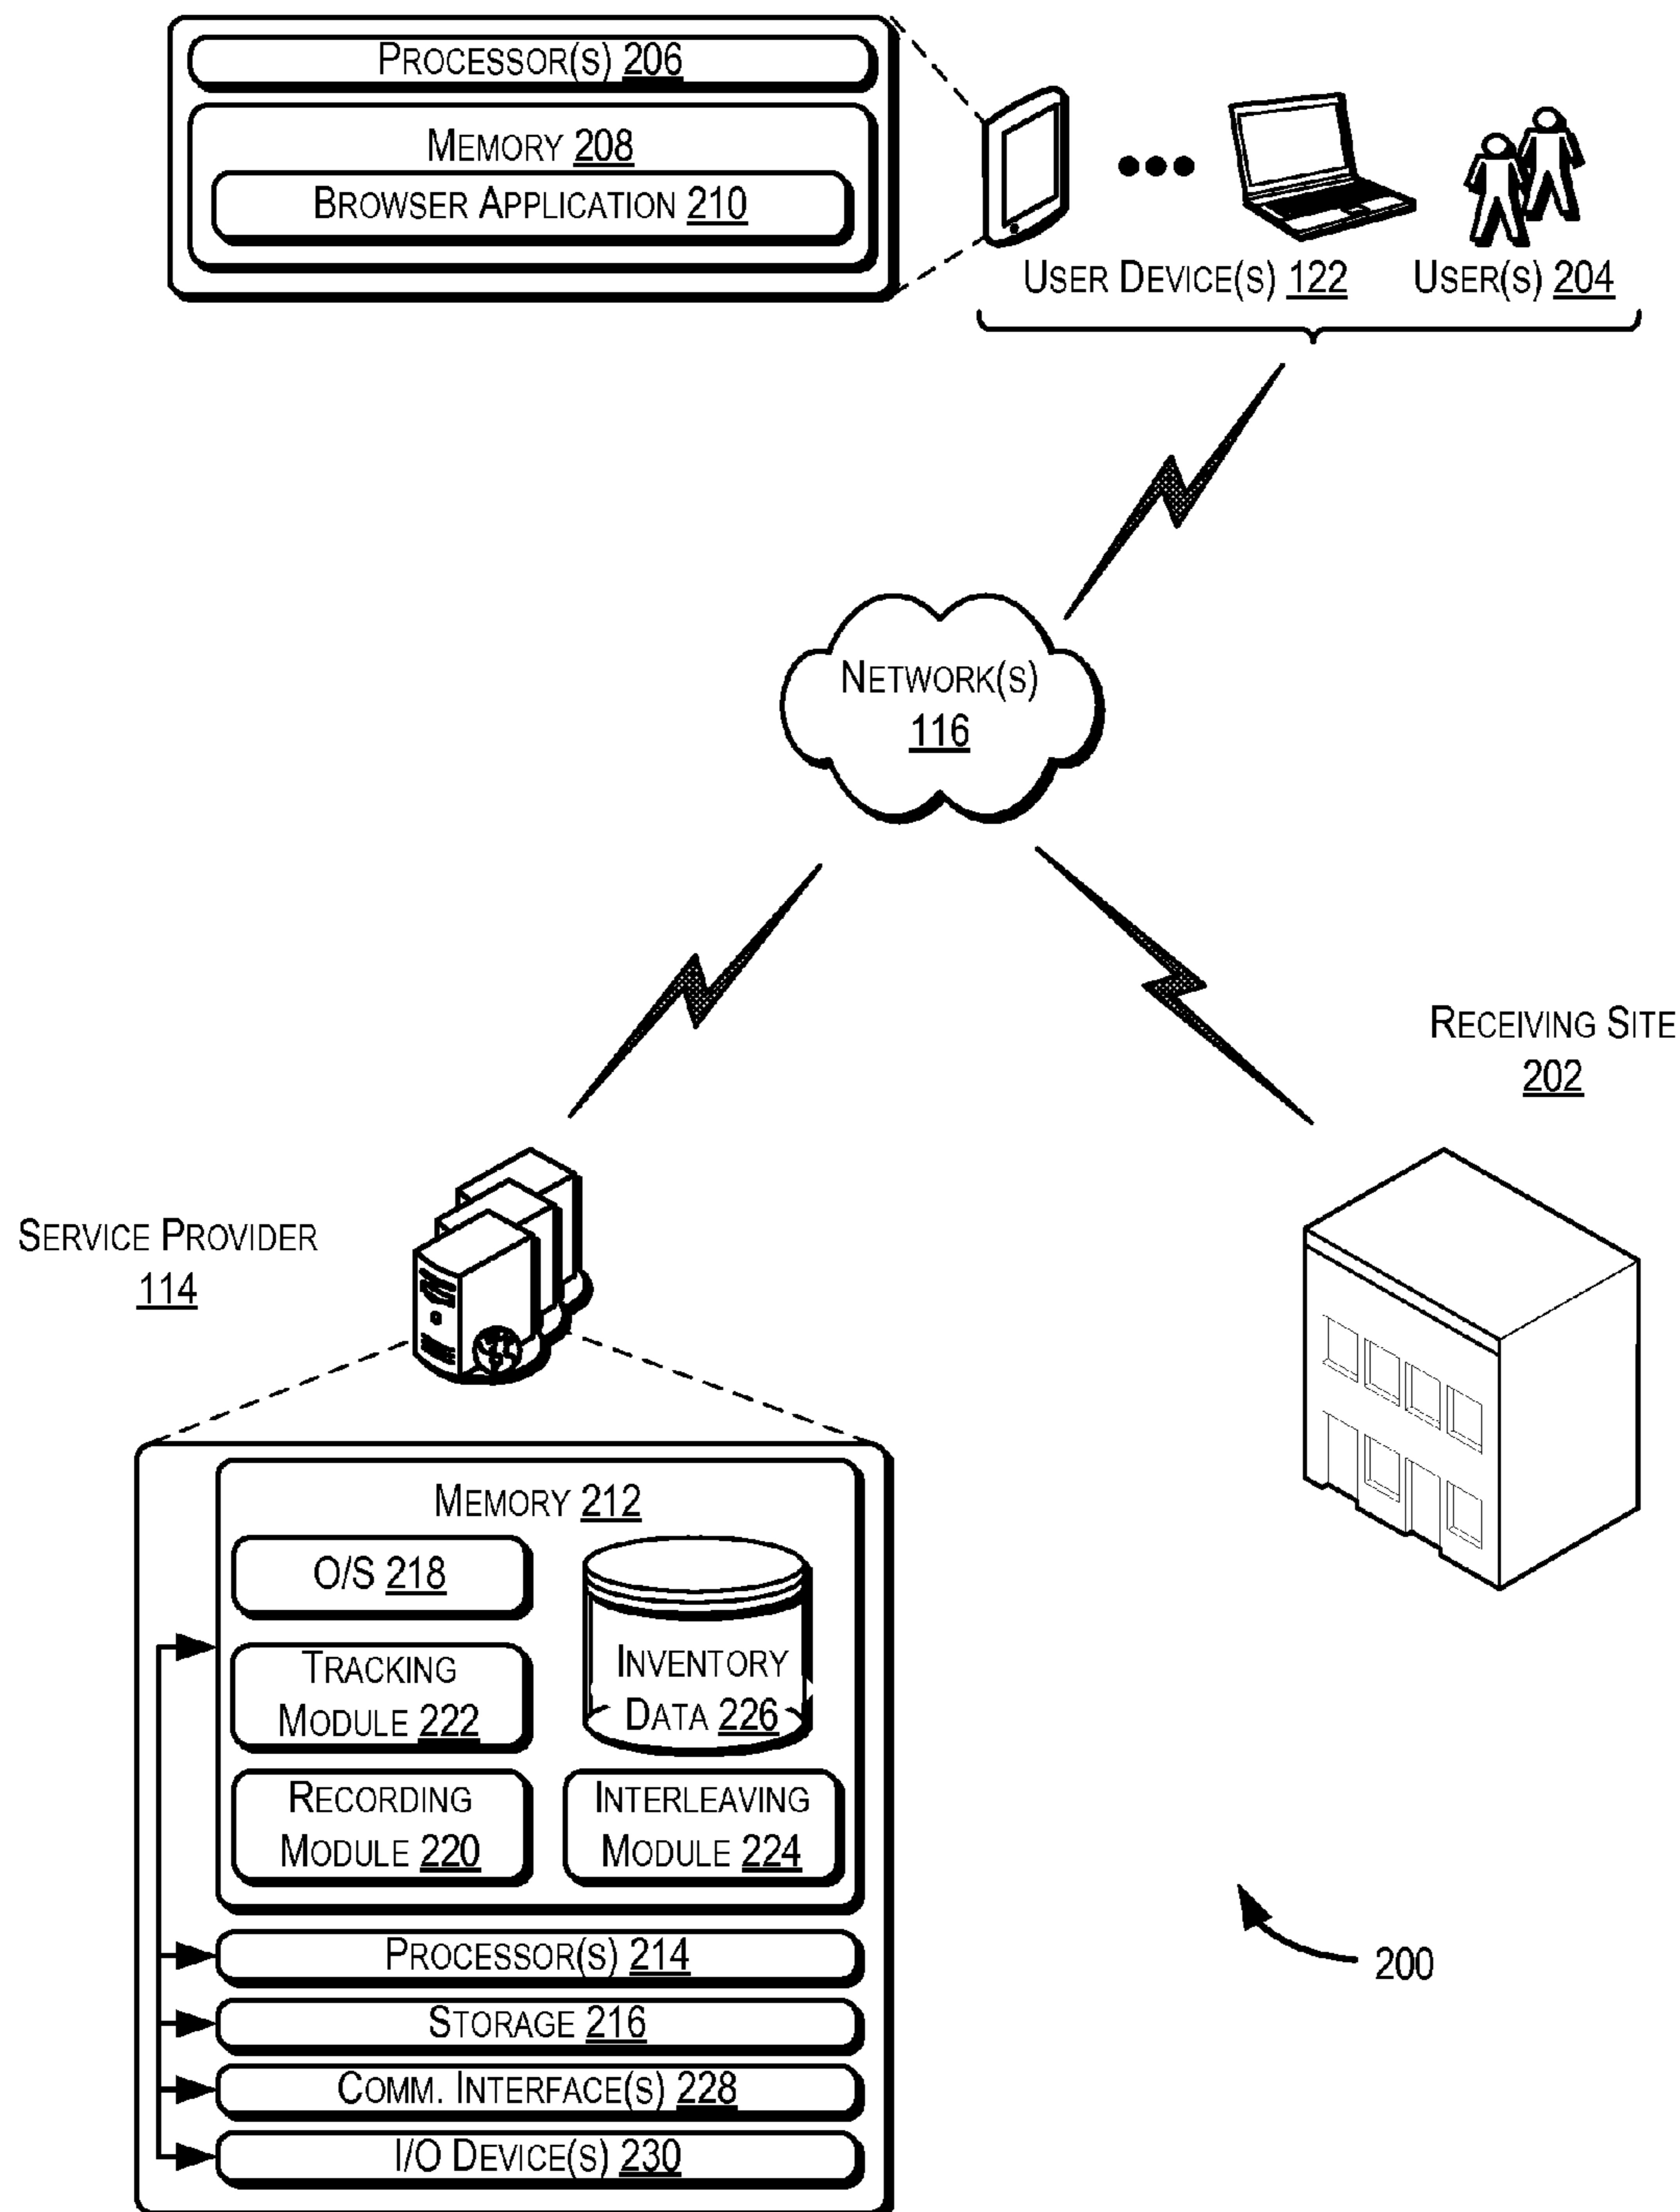 PROCESSOR(S) 206
MEMORY 208
BROWSER APPLICATION 210
USER DEVICE(S) 122
USER(S) 204
NETWORK(S)
116
RECEIVING SITE
202
SERVICE PROVIDER
114
MEMORY 212
O/S 218
TRACKING
MODULE 222
INVENTORY
DATA 226
RECORDING
MODULE 220
INTERLEAVING
MODULE 224
PROCESSOR(S) 214
STORAGE 216
COMM. INTERFACE(S) 228
I/O DEVICE(S) 230
200